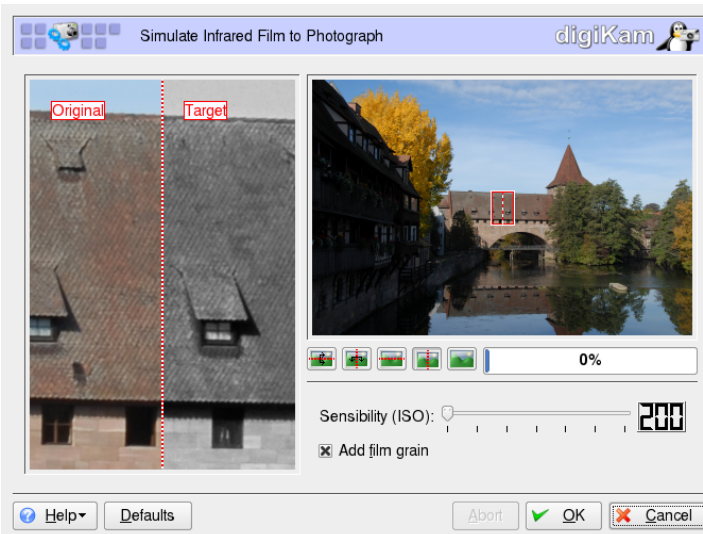 Simulate Infrared Film to Photograph
digiKam
Original
Target
0%
Sensibility (ISO):
200
Add film grain
Help
Defaults
Abort
OK
Cancel